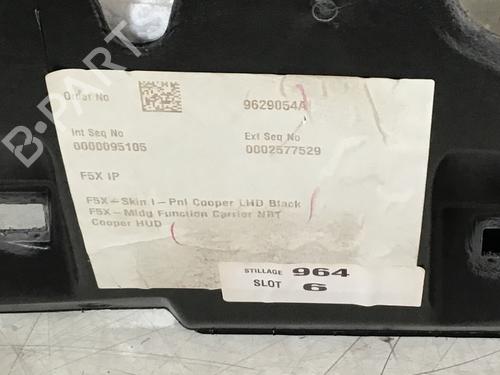 Order No 9629054A
Int Seq No Ext Seq No
0000095105 0002577529
F5X IP
F5X-Skin I-Pnl Cooper LHD Black
F5X-Mldg Function Carrier NBT
Cooper HUD
STILLAGE 964
SLOT 6
B-PARTS